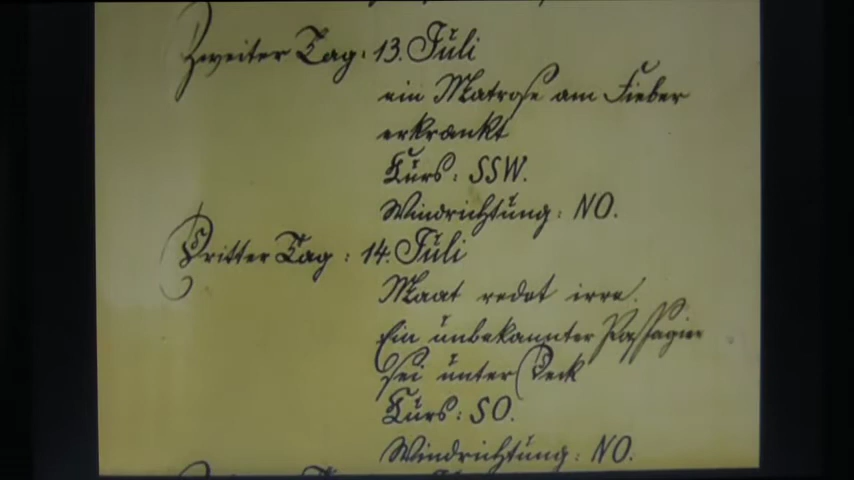 Zweiter Tag: 13. Juli
ein Matrose am Fieber
erkrankt
Kurs: SSW.
Windrichtung: NO.
Dritter Tag: 14. Juli
Maat redet irre.
Ein unbekannter Passagier
sei unter Deck
Kurs: SO.
Windrichtung: NO.